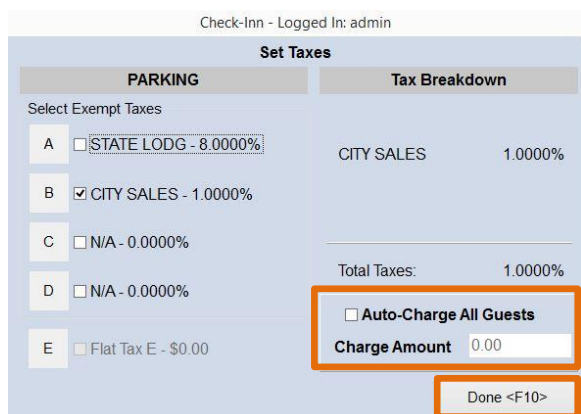 Check-Inn - Logged In: admin
Set Taxes
PARKING
Select Exempt Taxes
A STATE LODG - 8.0000%
B CITY SALES - 1.0000%
C N/A - 0.0000%
D N/A - 0.0000%
E Flat Tax E - $0.00
Tax Breakdown
CITY SALES 1.0000%
Total Taxes: 1.0000%
Auto-Charge All Guests
Charge Amount 0.00
Done <F10>